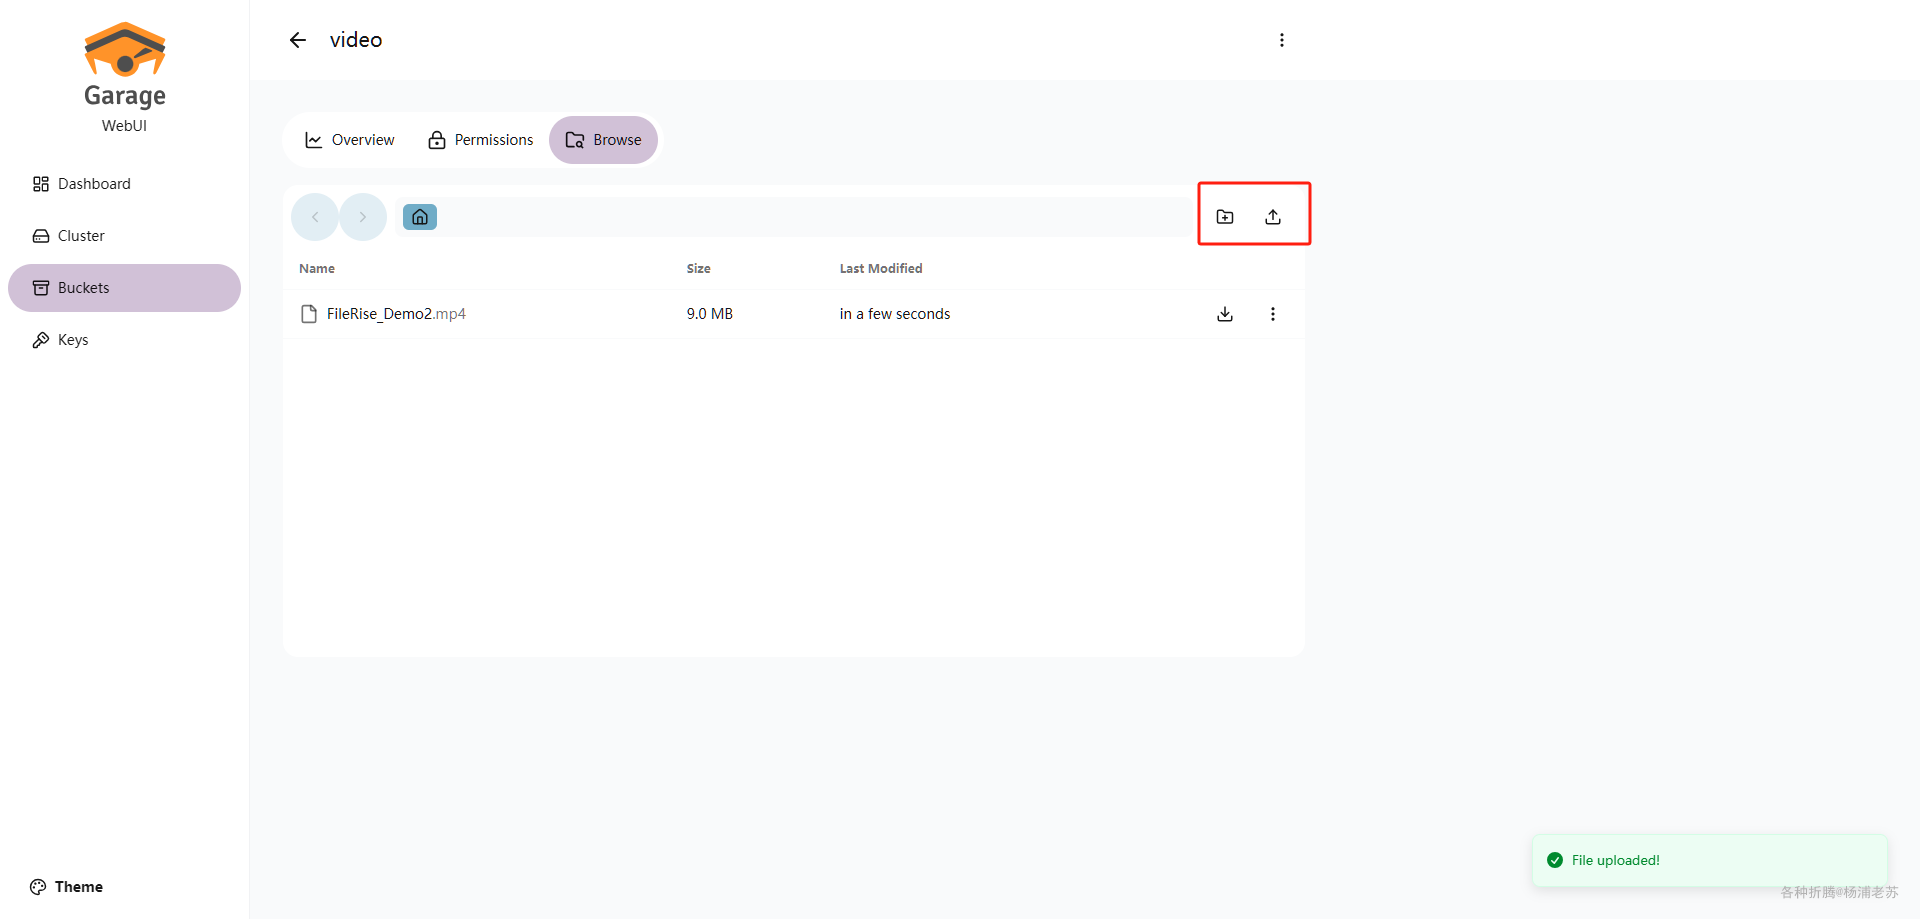 Garage
WebUI
Dashboard
Cluster
Buckets
Keys
Theme
video
Overview
Permissions
Browse
Name
Size
Last Modified
FileRise_Demo2.mp4
9.0 MB
in a few seconds
File uploaded!
各种折腾@杨浦老苏